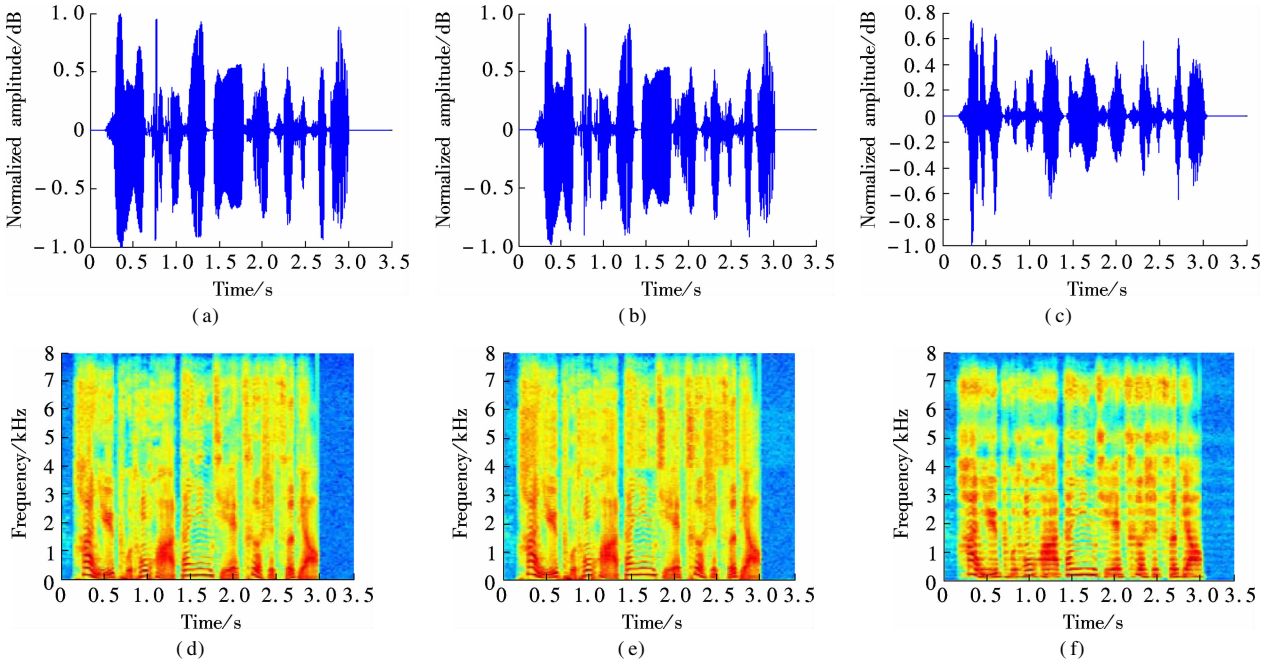 1. 0
0. 5
0
−0. 5
−1. 0
Normalized amplitude/dB
0 0. 5 1. 0 1. 5 2. 0 2. 5 3. 0 3. 5
Time/s
( a )
1. 0
0. 5
0
−0. 5
−1. 0
Normalized amplitude/dB
0 0. 5 1. 0 1. 5 2. 0 2. 5 3. 0 3. 5
Time/s
( b )
0. 8
0. 6
0. 4
0. 2
0
−0. 2
−0. 4
−0. 6
−0. 8
−1. 0
Normalized amplitude/dB
0 0. 5 1. 0 1. 5 2. 0 2. 5 3. 0 3. 5
Time/s
( c )
8
7
6
5
4
3
2
1
0
Frequency/kHz
0 0. 5 1. 0 1. 5 2. 0 2. 5 3. 0 3. 5
Time/s
( d )
8
7
6
5
4
3
2
1
0
Frequency/kHz
0 0. 5 1. 0 1. 5 2. 0 2. 5 3. 0 3. 5
Time/s
( e )
8
7
6
5
4
3
2
1
0
Frequency/kHz
0 0. 5 1. 0 1. 5 2. 0 2. 5 3. 0 3. 5
Time/s
( f )